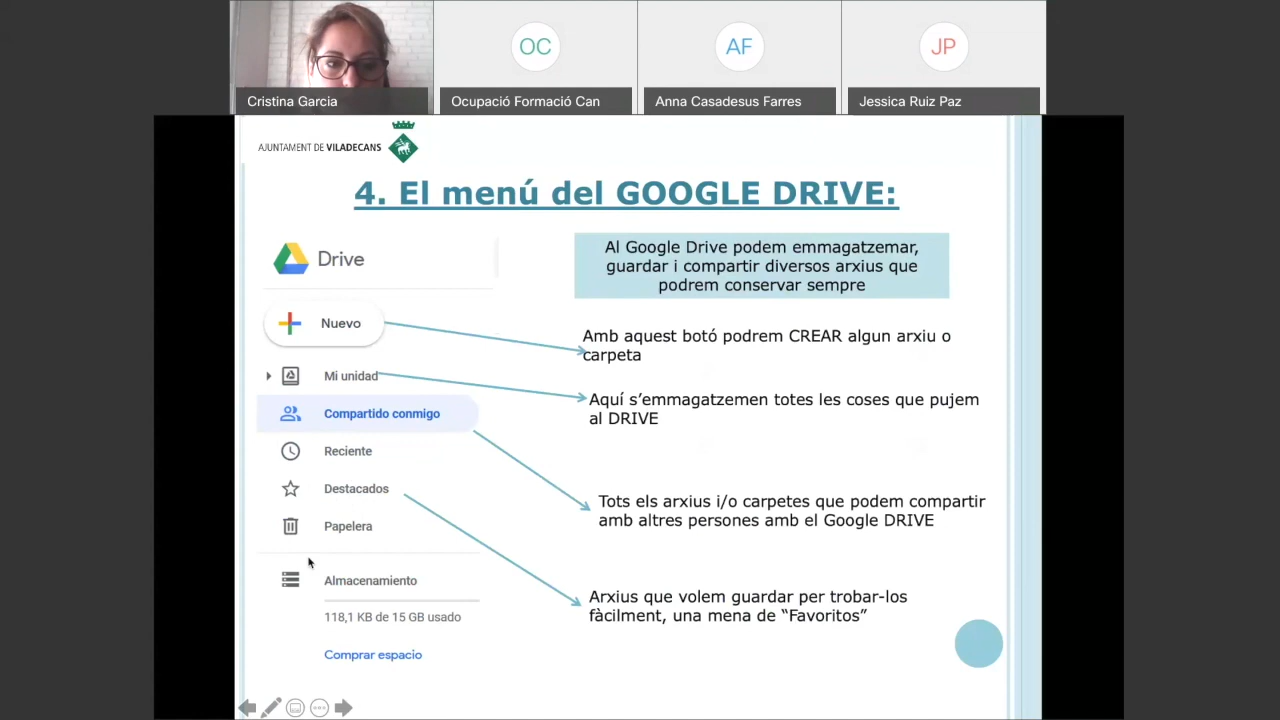 OC
AF
JP
Cristina Garcia
Ocupació Formació Can
Anna Casadesus Farres
Jessica Ruiz Paz
AJUNTAMENT DE VILADECANS
4. El menú del GOOGLE DRIVE:
Drive
Al Google Drive podem emmagatzemar,
guardar i compartir diversos arxius que
podrem conservar sempre
Nuevo
Amb aquest botó podrem CREAR algun arxiu o
carpeta
Mi unidad
Aquí s’emmagatzemen totes les coses que pujem
al DRIVE
Compartido conmigo
Reciente
Destacados
Tots els arxius i/o carpetes que podem compartir
amb altres persones amb el Google DRIVE
Papelera
Almacenamiento
118,1 KB de 15 GB usado
Comprar espacio
Arxius que volem guardar per trobar-los
fàcilment, una mena de “Favoritos”